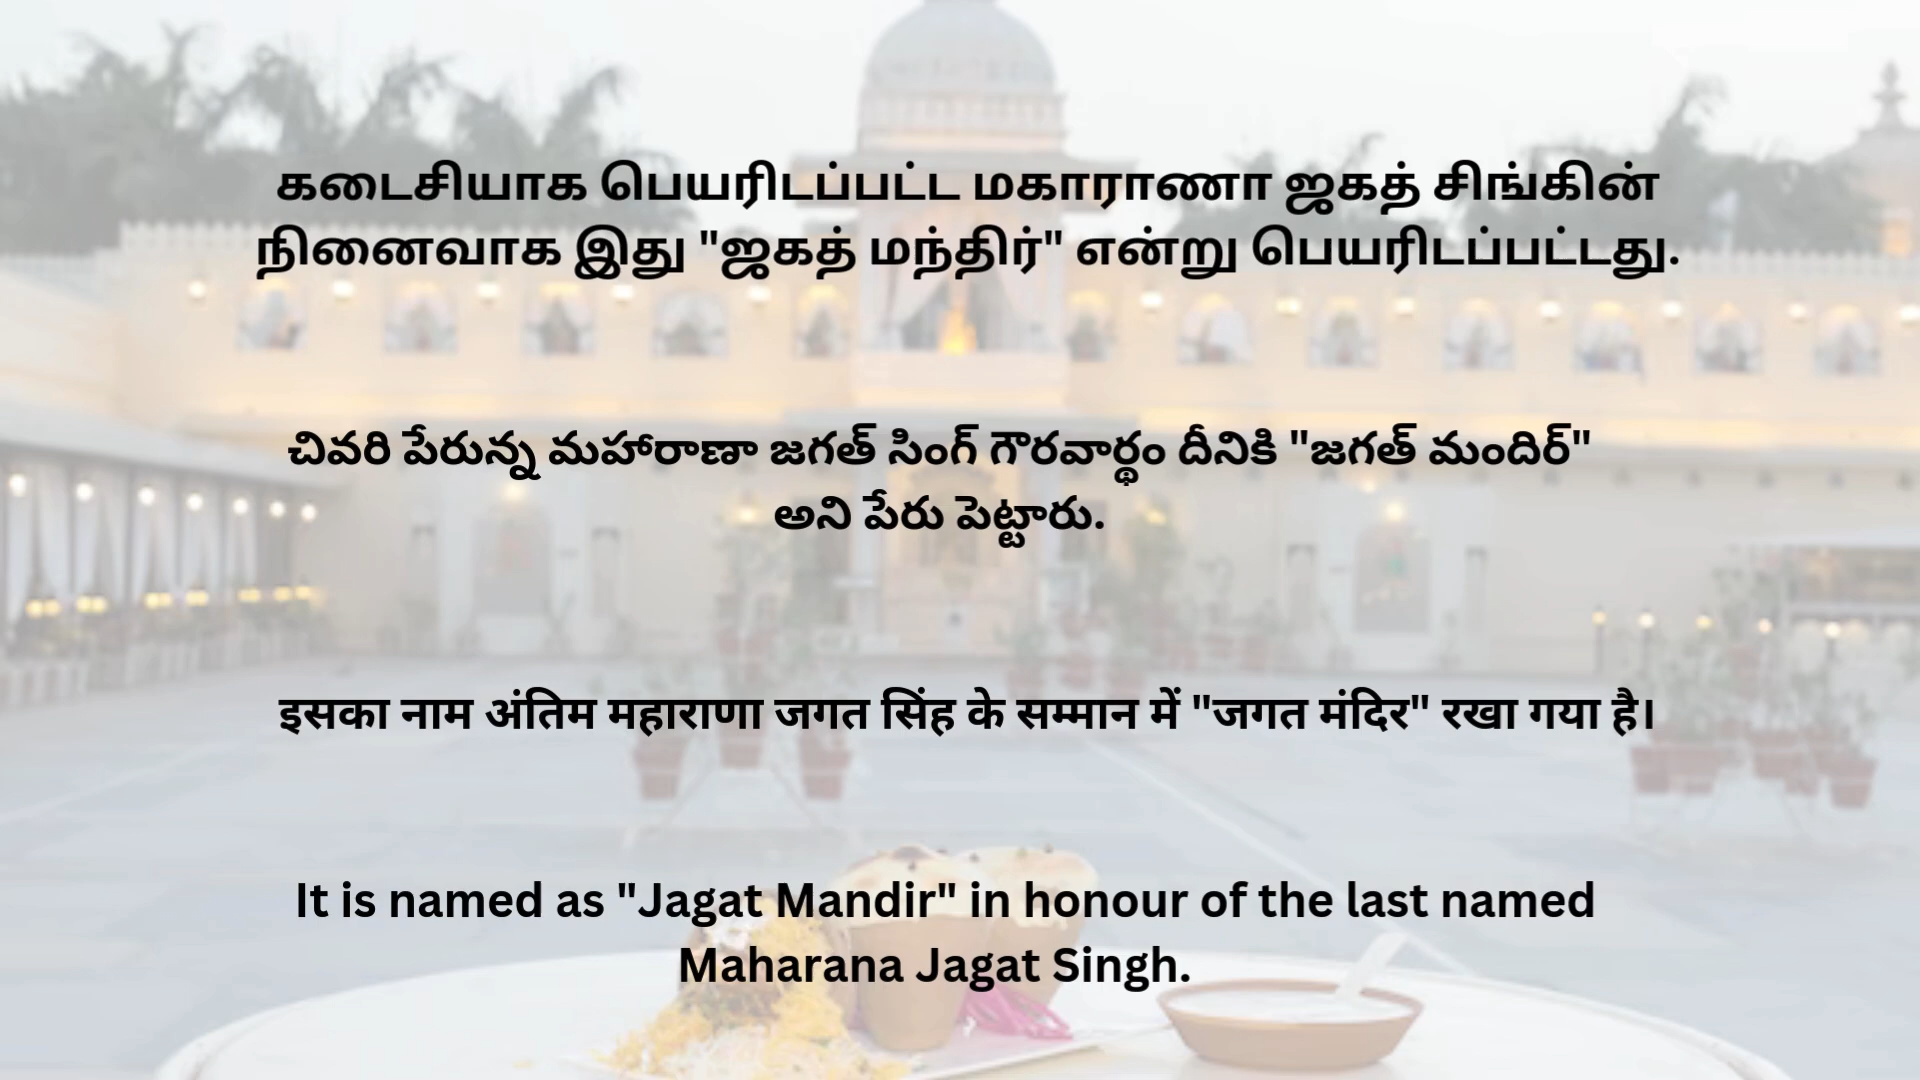 கடைசியாக பெயரிடப்பட்ட மகாராணா ஜகத் சிங்கின்
நினைவாக இது "ஜகத் மந்திர்" என்று பெயரிடப்பட்டது.
చివరి పేరున్న మహారాణా జగత్ సింగ్ గౌరవార్థం దీనికి "జగత్ మందిర్"
అని పేరు పెట్టారు.
इसका नाम अंतिम महाराणा जगत सिंह के सम्मान में "जगत मंदिर" रखा गया है।
It is named as "Jagat Mandir" in honour of the last named
Maharana Jagat Singh.